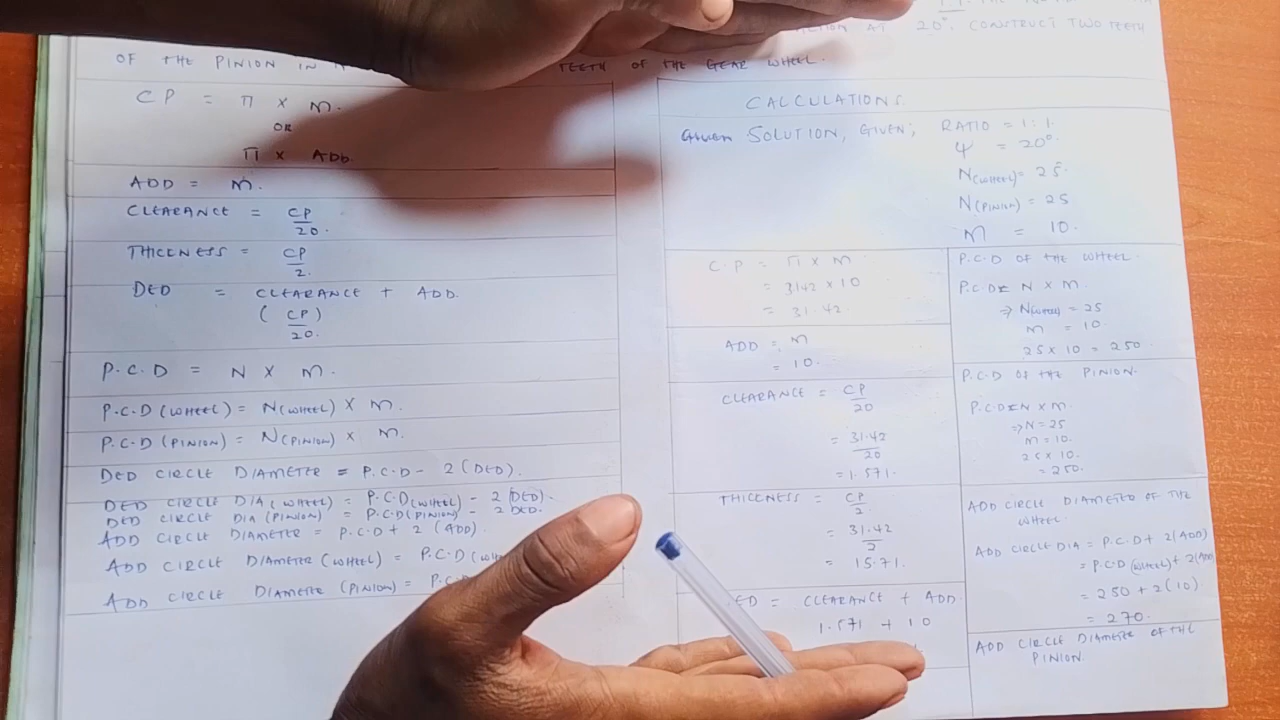 20°. CONSTRUCT TWO TEETH
OF THE PINION IN TEETH OF THE GEAR WHEEL.
CP = Π × m.
OR
Π × ADD
ADD = m.
CLEARANCE = CP/20.
THICKNESS = CP/2.
DED = CLEARANCE + ADD.
(CP/20.)
P.C.D = N × m.
P.C.D (WHEEL) = N(WHEEL) × m.
P.C.D (PINION) = N(PINION) × m.
DED CIRCLE DIAMETER = P.C.D - 2 (DED).
DED CIRCLE DIA (WHEEL) = P.C.D (WHEEL) - 2 (DED).
DED CIRCLE DIA (PINION) = P.C.D (PINION) - 2 DED.
ADD CIRCLE DIAMETER = P.C.D + 2 (ADD).
ADD CIRCLE DIAMETER (WHEEL) = P.C.D
ADD CIRCLE DIAMETER (PINION) =
CALCULATIONS.
SOLUTION, GIVEN; RATIO = 1:1.
Ψ = 20°.
N(WHEEL) = 25.
N(PINION) = 25
m = 10.
C.P = Π × m
= 3.142 × 10
= 31.42.
ADD = m
= 10.
CLEARANCE = CP/20
= 31.42/20
= 1.571.
THICKNESS = CP/2.
= 31.42/2
= 15.71.
= CLEARANCE + ADD.
1.571 + 10
P.C.D OF THE WHEEL.
P.C.D = N × m.
⇒ N(WHEEL) = 25
m = 10.
25 × 10 = 250.
P.C.D OF THE PINION.
P.C.D = N × m.
⇒ N = 25
m = 10.
25 × 10.
= 250.
ADD CIRCLE DIAMETER OF THE
WHEEL.
ADD CIRCLE DIA = P.C.D + 2(ADD)
= P.C.D (WHEEL) + 2(ADD)
= 250 + 2(10)
= 270.
ADD CIRCLE DIAMETER OF THE
PINION.